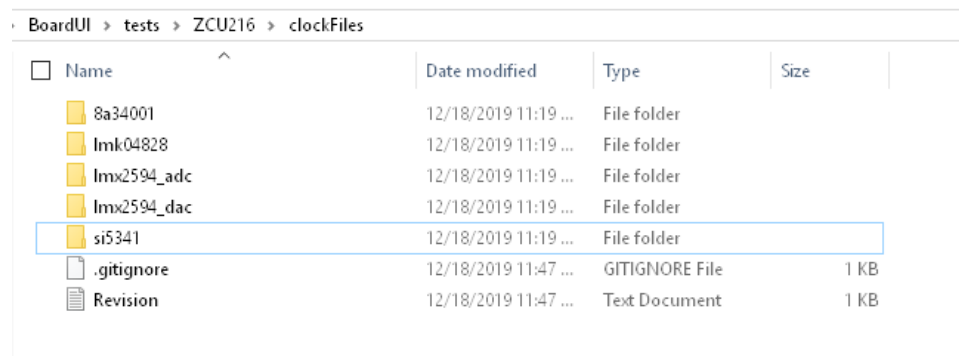 BoardUI > tests > ZCU216 > clockFiles
Name Date modified Type Size
8a34001 12/18/2019 11:19 ... File folder
lmk04828 12/18/2019 11:19 ... File folder
lmx2594_adc 12/18/2019 11:19 ... File folder
lmx2594_dac 12/18/2019 11:19 ... File folder
si5341 12/18/2019 11:19 ... File folder
.gitignore 12/18/2019 11:47 ... GITIGNORE File 1 KB
Revision 12/18/2019 11:47 ... Text Document 1 KB